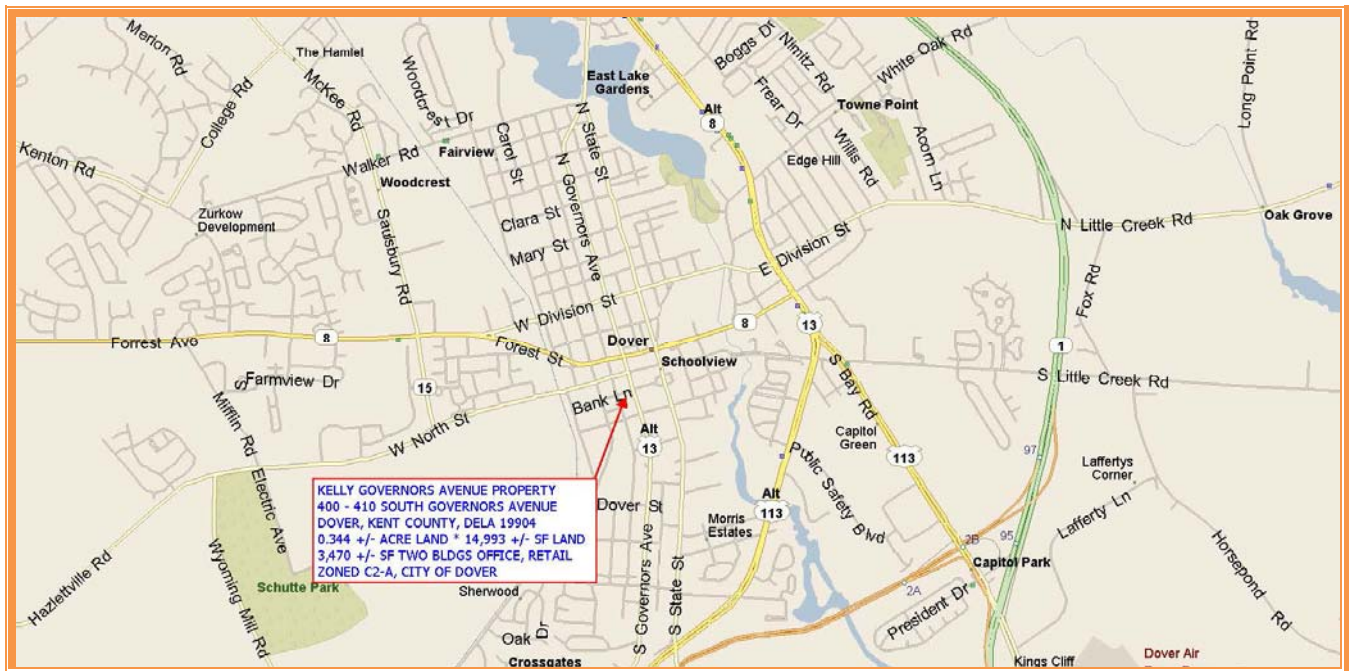 Merion Rd
The Hamlet
McKee Rd
College Rd
Woodcrest Dr
Kenton Rd
Walker Rd
Fairview
Woodcrest
Carol St
N State St
N Governors Ave
East Lake
Gardens
Alt
8
Boggs Dr
Nimitz Rd
White Oak Rd
Frear Dr
Towne Point
Willis Rd
Acorn Ln
Edge Hill
Long Point Rd
Oak Grove
N Little Creek Rd
Zurkow
Development
Saulsbury Rd
Clara St
Mary St
W Division St
E Division St
Fox Rd
Forrest Ave
8
Forest St
Dover
8
13
Schoolview
1
S Little Creek Rd
S Farmview Dr
15
Bank Ln
S Bay Rd
Mifflin Rd
W North St
Alt
13
Capitol
Green
113
97
Laffertys
Corner
Electric Ave
KELLY GOVERNORS AVENUE PROPERTY
400 - 410 SOUTH GOVERNORS AVENUE
DOVER, KENT COUNTY, DELA 19904
0.344 +/- ACRE LAND * 14,993 +/- SF LAND
3,470 +/- SF TWO BLDGS OFFICE, RETAIL
ZONED C2-A, CITY OF DOVER
Dover St
Alt
113
Public Safety Blvd
Morris
Estates
Lafferty Ln
95
2B
Capitol Park
Horsepond Rd
Hazlettville Rd
Schutte Park
Wyoming Mill Rd
Sherwood
S Governors Ave
S State St
2A
President Dr
Oak Dr
Crossgates
Kings Cliff
Dover Air